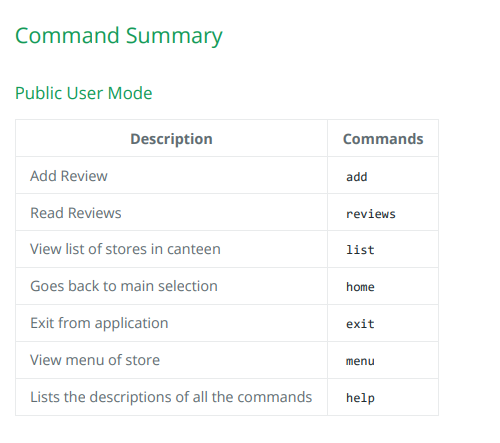 Command Summary
Public User Mode
Description Commands
Add Review add
Read Reviews reviews
View list of stores in canteen list
Goes back to main selection home
Exit from application exit
View menu of store menu
Lists the descriptions of all the commands help